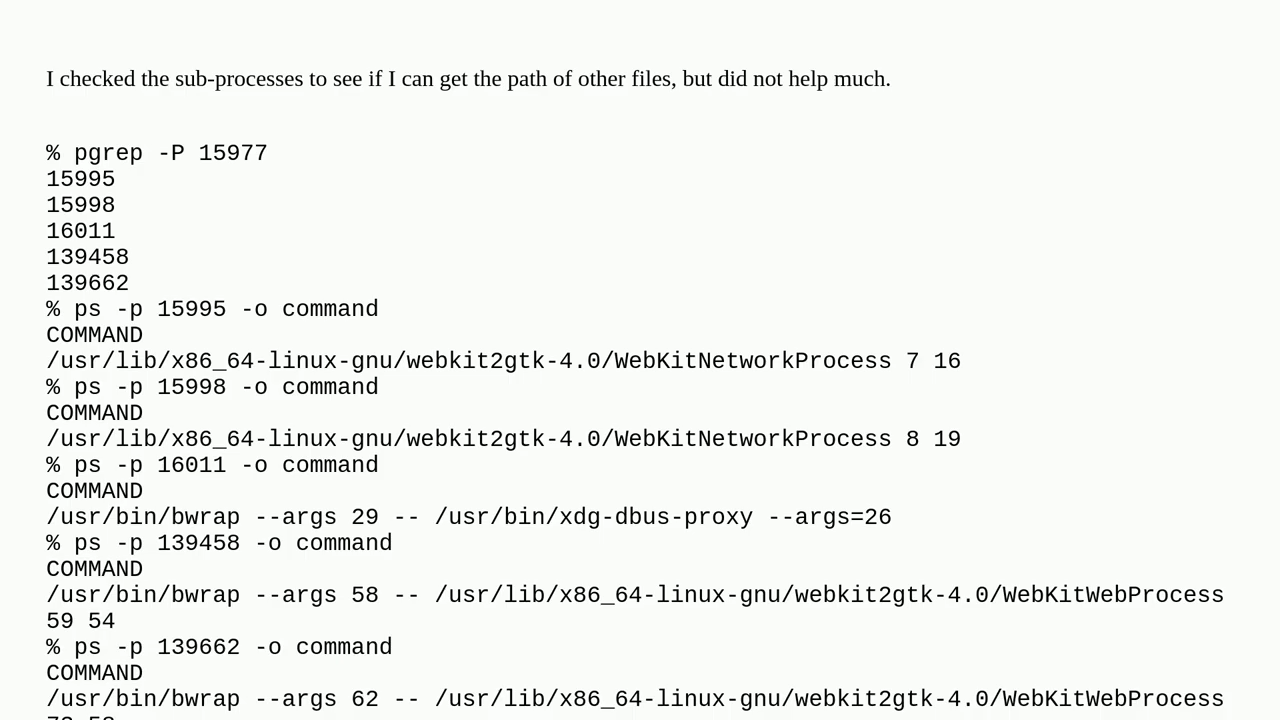 I checked the sub-processes to see if I can get the path of other files, but did not help much.
% pgrep -P 15977
15995
15998
16011
139458
139662
% ps -p 15995 -o command
COMMAND
/usr/lib/x86_64-linux-gnu/webkit2gtk-4.0/WebKitNetworkProcess 7 16
% ps -p 15998 -o command
COMMAND
/usr/lib/x86_64-linux-gnu/webkit2gtk-4.0/WebKitNetworkProcess 8 19
% ps -p 16011 -o command
COMMAND
/usr/bin/bwrap --args 29 -- /usr/bin/xdg-dbus-proxy --args=26
% ps -p 139458 -o command
COMMAND
/usr/bin/bwrap --args 58 -- /usr/lib/x86_64-linux-gnu/webkit2gtk-4.0/WebKitWebProcess
59 54
% ps -p 139662 -o command
COMMAND
/usr/bin/bwrap --args 62 -- /usr/lib/x86_64-linux-gnu/webkit2gtk-4.0/WebKitWebProcess